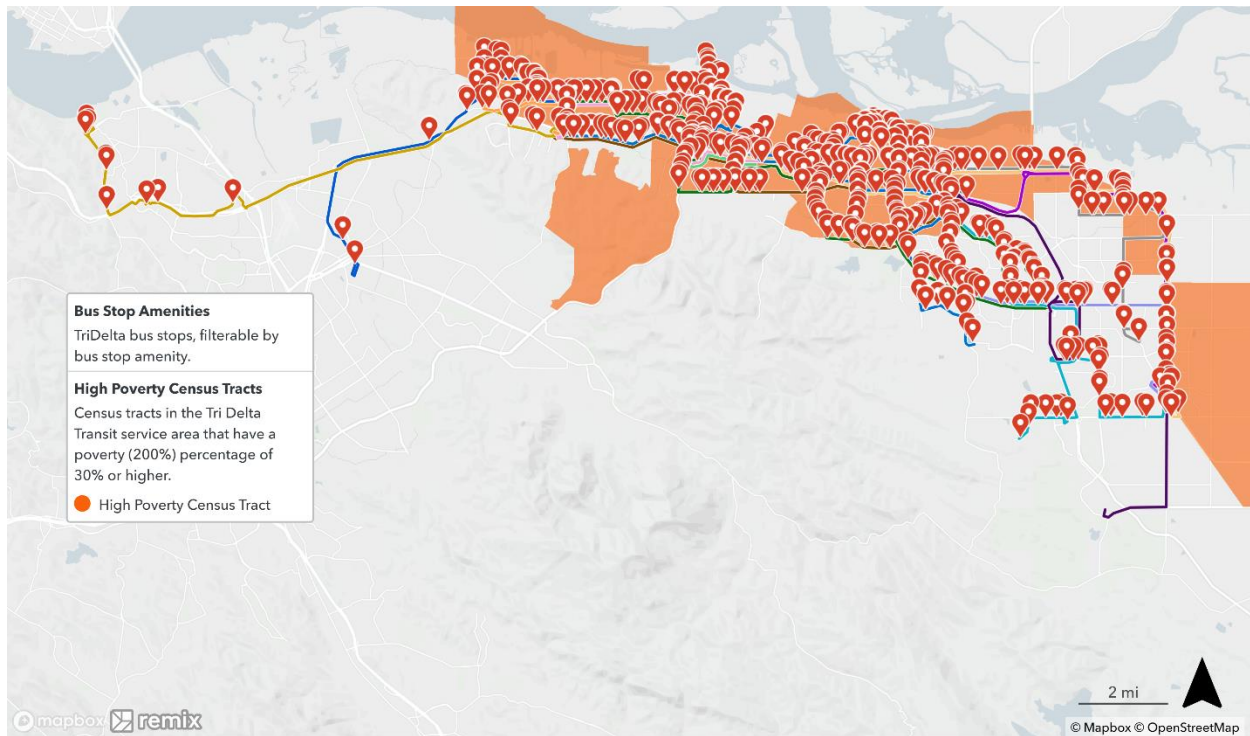 Bus Stop Amenities
TriDelta bus stops, filterable by
bus stop amenity.
High Poverty Census Tracts
Census tracts in the Tri Delta
Transit service area that have a
poverty (200%) percentage of
30% or higher.
High Poverty Census Tract
2 mi
mapbox remix
© Mapbox © OpenStreetMap